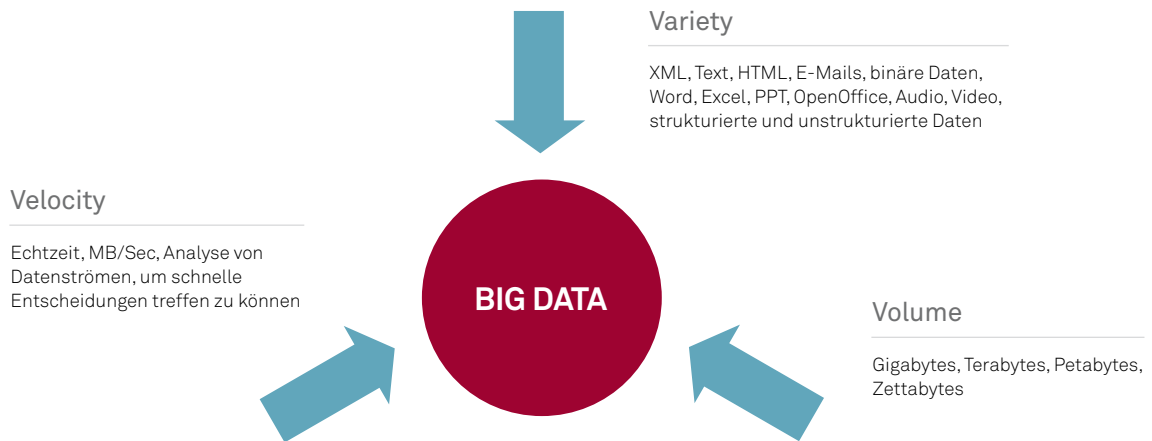 Variety
XML, Text, HTML, E-Mails, binäre Daten,
Word, Excel, PPT, OpenOffice, Audio, Video,
strukturierte und unstrukturierte Daten
Velocity
Echtzeit, MB/Sec, Analyse von
Datenströmen, um schnelle
Entscheidungen treffen zu können
BIG DATA
Volume
Gigabytes, Terabytes, Petabytes,
Zettabytes